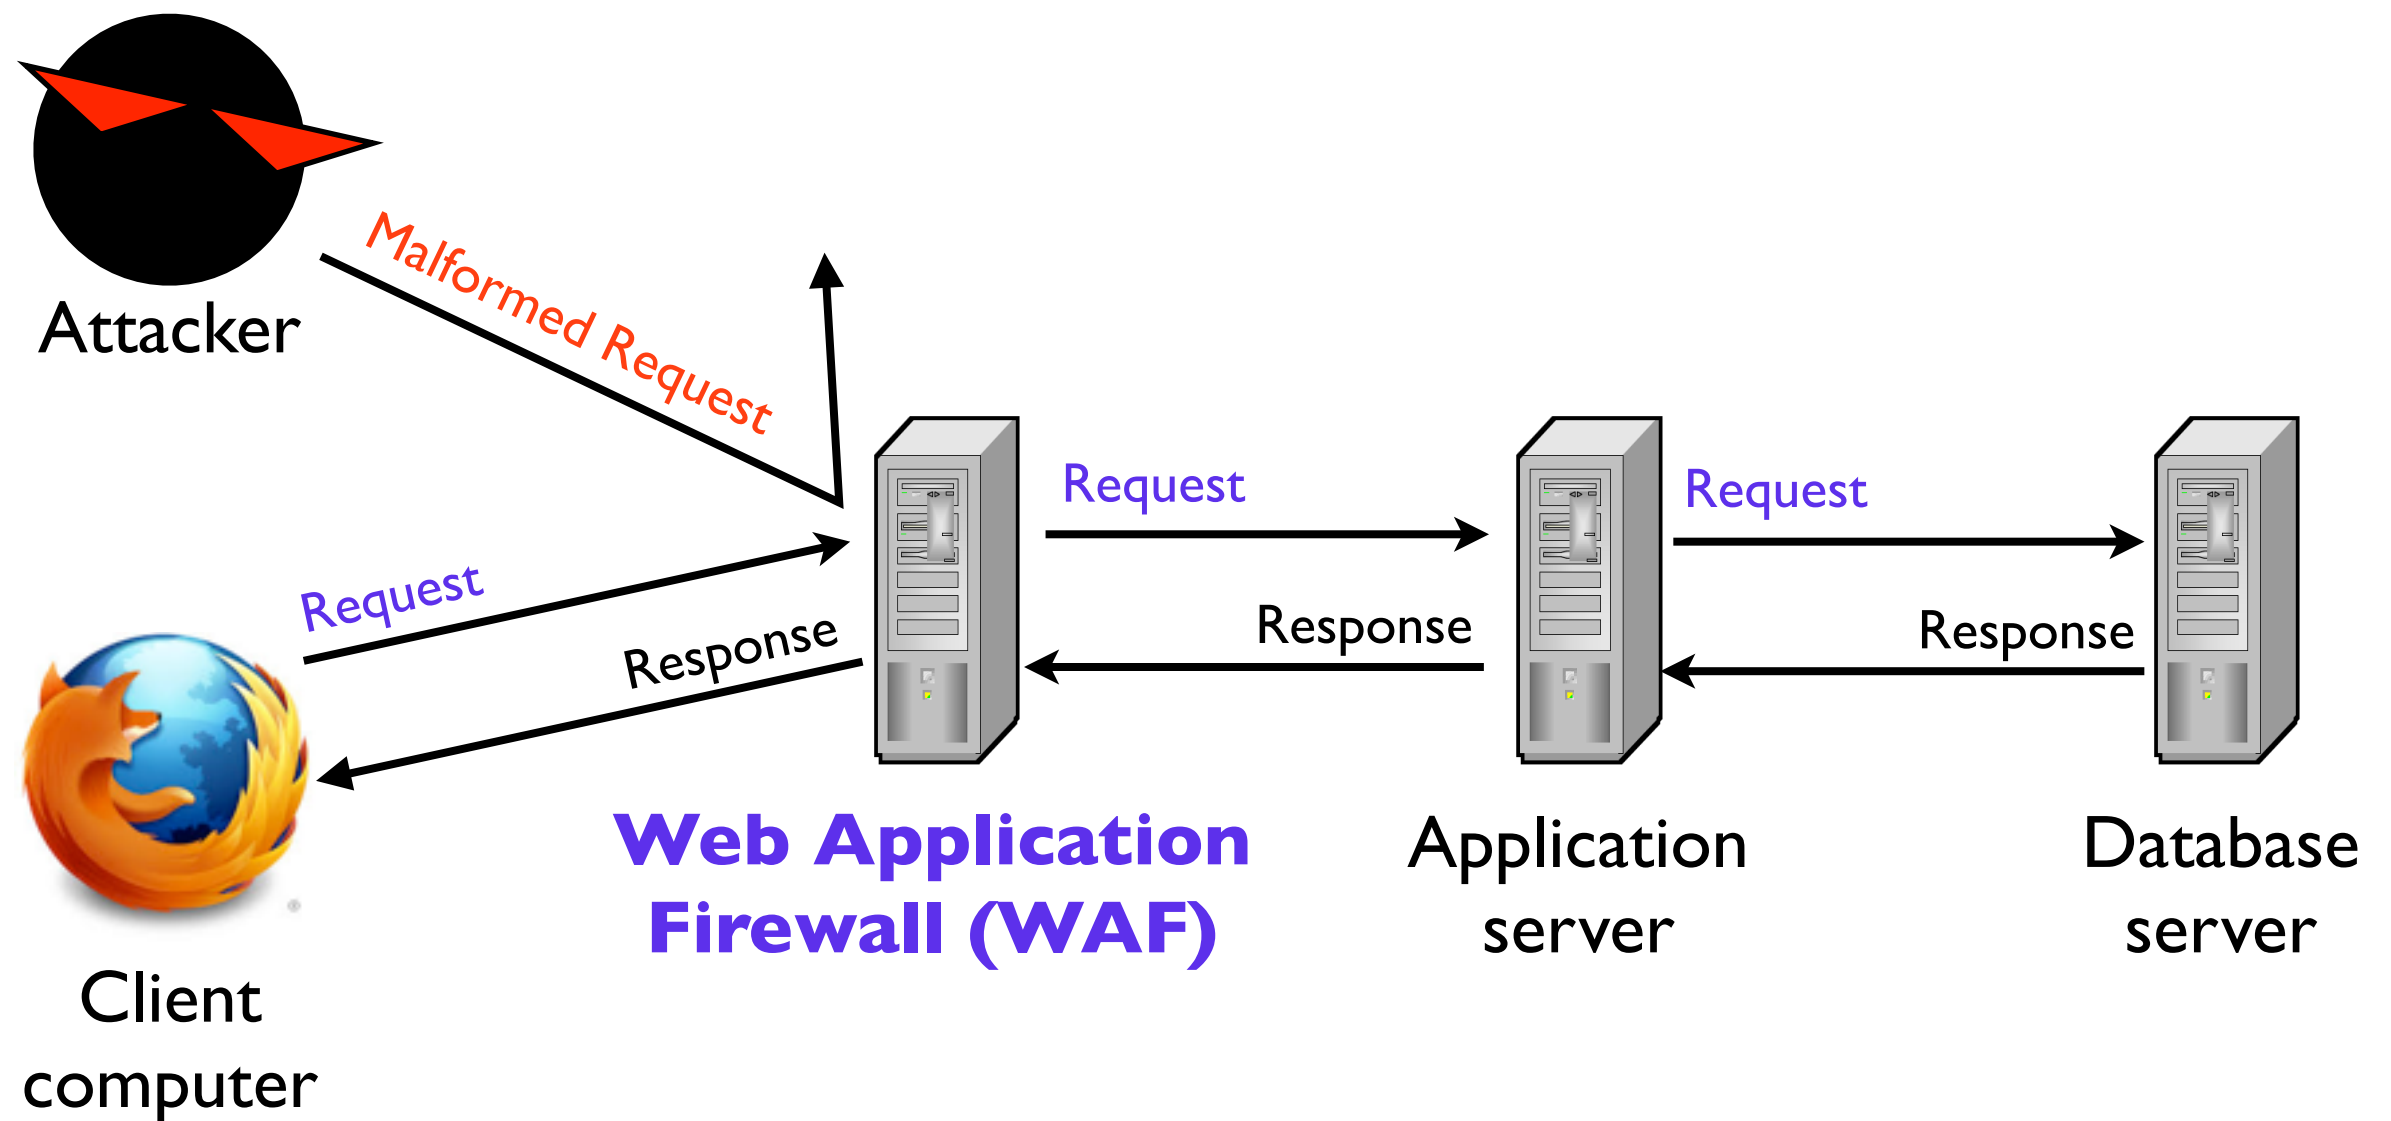 Malformed Request
Attacker
Request
Response
Request
Response
Request
Response
Web Application
Firewall (WAF)
Application
server
Database
server
Client
computer
®